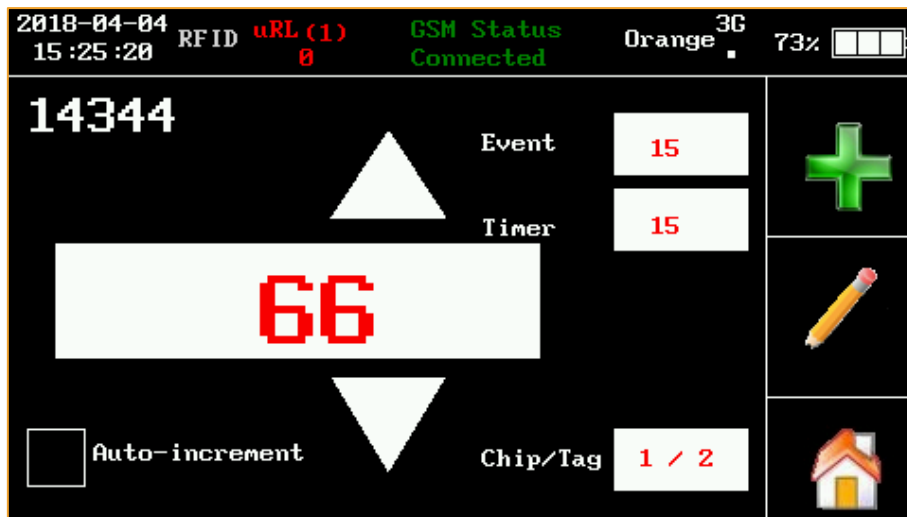 2018-04-04 RFID uRL (1) GSM Status Orange 3G 73%
15:25:20 0 Connected
14344
Event 15
Timer 15
66
Auto-increment Chip/Tag 1 / 2